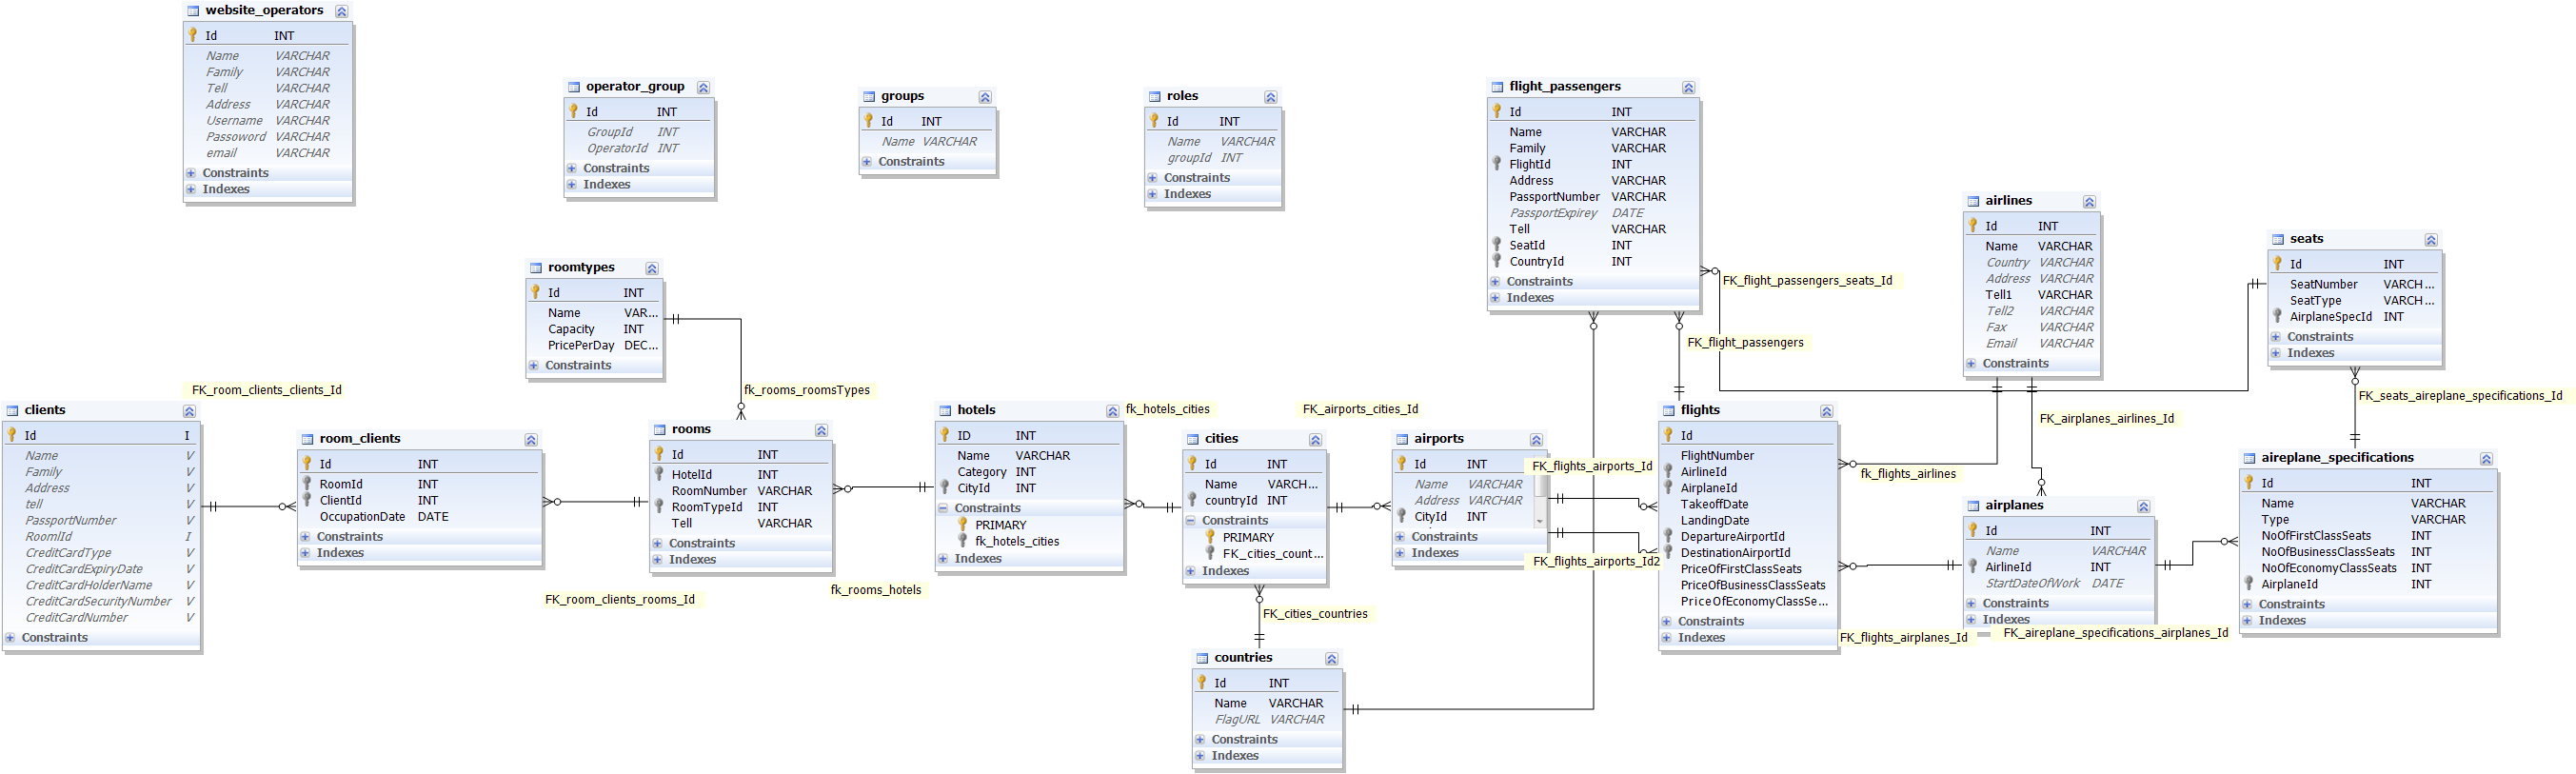 website_operators
Id INT
Name VARCHAR
Family VARCHAR
Tell VARCHAR
Address VARCHAR
Username VARCHAR
Passoword VARCHAR
email VARCHAR
Constraints
Indexes
operator_group
Id INT
GroupId INT
OperatorId INT
Constraints
Indexes
groups
Id INT
Name VARCHAR
Constraints
roles
Id INT
Name VARCHAR
groupId INT
Constraints
Indexes
flight_passengers
Id INT
Name VARCHAR
Family VARCHAR
FlightId INT
Address VARCHAR
PassportNumber VARCHAR
PassportExpirey DATE
Tell VARCHAR
SeatId INT
CountryId INT
Constraints
Indexes
FK_flight_passengers_seats_Id
FK_flight_passengers
airlines
Id INT
Name VARCHAR
Country VARCHAR
Address VARCHAR
Tell1 VARCHAR
Tell2 VARCHAR
Fax VARCHAR
Email VARCHAR
Constraints
seats
Id INT
SeatNumber VARCH...
SeatType VARCH...
AirplaneSpecId INT
Constraints
Indexes
FK_seats_aireplane_specifications_Id
FK_airplanes_airlines_Id
roomtypes
Id INT
Name VAR...
Capacity INT
PricePerDay DEC...
Constraints
FK_room_clients_clients_Id
fk_rooms_roomsTypes
clients
Id I
Name V
Family V
Address V
tell V
PassportNumber V
RoomId I
CreditCardType V
CreditCardExpiryDate V
CreditCardHolderName V
CreditCardSecurityNumber V
CreditCardNumber V
Constraints
room_clients
Id INT
RoomId INT
ClientId INT
OccupationDate DATE
Constraints
Indexes
FK_room_clients_rooms_Id
rooms
Id INT
HotelId INT
RoomNumber VARCHAR
RoomTypeId INT
Tell VARCHAR
Constraints
Indexes
fk_rooms_hotels
hotels
ID INT
Name VARCHAR
Category INT
CityId INT
Constraints
PRIMARY
fk_hotels_cities
Indexes
fk_hotels_cities
cities
Id INT
Name VARCH...
countryId INT
Constraints
PRIMARY
FK_cities_count...
Indexes
FK_airports_cities_Id
FK_cities_countries
airports
Id INT
Name VARCHAR
Address VARCHAR
CityId INT
Constraints
Indexes
FK_flights_airports_Id
FK_flights_airports_Id2
countries
Id INT
Name VARCHAR
FlagURL VARCHAR
Constraints
Indexes
flights
Id
FlightNumber
AirlineId
AirplaneId
TakeoffDate
LandingDate
DepartureAirportId
DestinationAirportId
PriceOfFirstClassSeats
PriceOfBusinessClassSeats
PriceOfEconomyClassSe...
Constraints
Indexes
fk_flights_airlines
FK_flights_airplanes_Id
airplanes
Id INT
Name VARCHAR
AirlineId INT
StartDateOfWork DATE
Constraints
Indexes
FK_aireplane_specifications_airplanes_Id
aireplane_specifications
Id INT
Name VARCHAR
Type VARCHAR
NoOfFirstClassSeats INT
NoOfBusinessClassSeats INT
NoOfEconomyClassSeats INT
AirplaneId INT
Constraints
Indexes